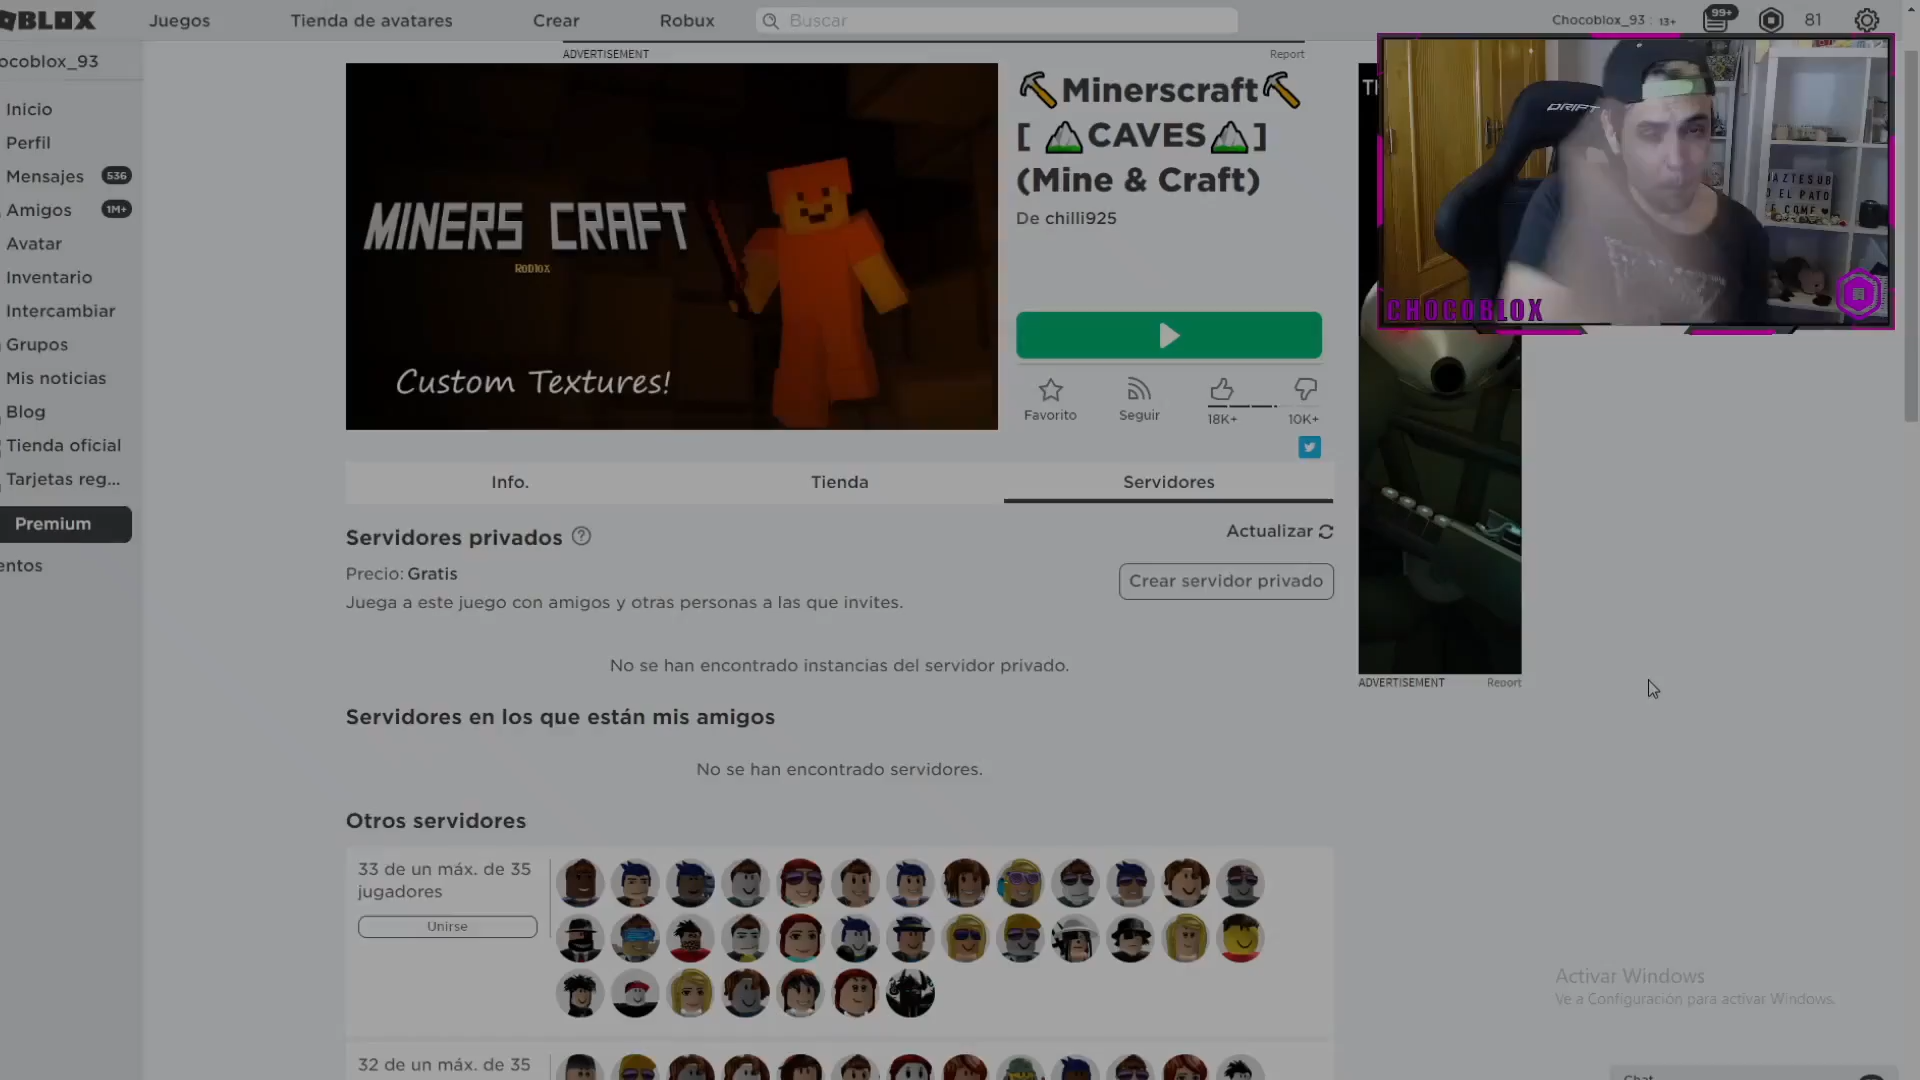 Juegos
Tienda de avatares
Crear
Robux
Buscar
Chocoblox_93 : 13+
99+
81
Inicio
Perfil
Mensajes 536
Amigos 1M+
Avatar
Inventario
Intercambiar
Grupos
Mis noticias
Blog
Tienda oficial
Tarjetas reg...
Premium
ADVERTISEMENT
Report
MINERS CRAFT
Roblox
Custom Textures!
Minerscraft
[ CAVES ]
(Mine & Craft)
De chilli925
Favorito
Seguir
18K+
10K+
DRIFT
CHOCOBLOX
Info.
Tienda
Servidores
Servidores privados
Actualizar
Precio: Gratis
Crear servidor privado
Juega a este juego con amigos y otras personas a las que invites.
No se han encontrado instancias del servidor privado.
ADVERTISEMENT
Report
Servidores en los que están mis amigos
No se han encontrado servidores.
Otros servidores
33 de un máx. de 35
jugadores
Unirse
32 de un máx. de 35
Activar Windows
Ve a Configuración para activar Windows.